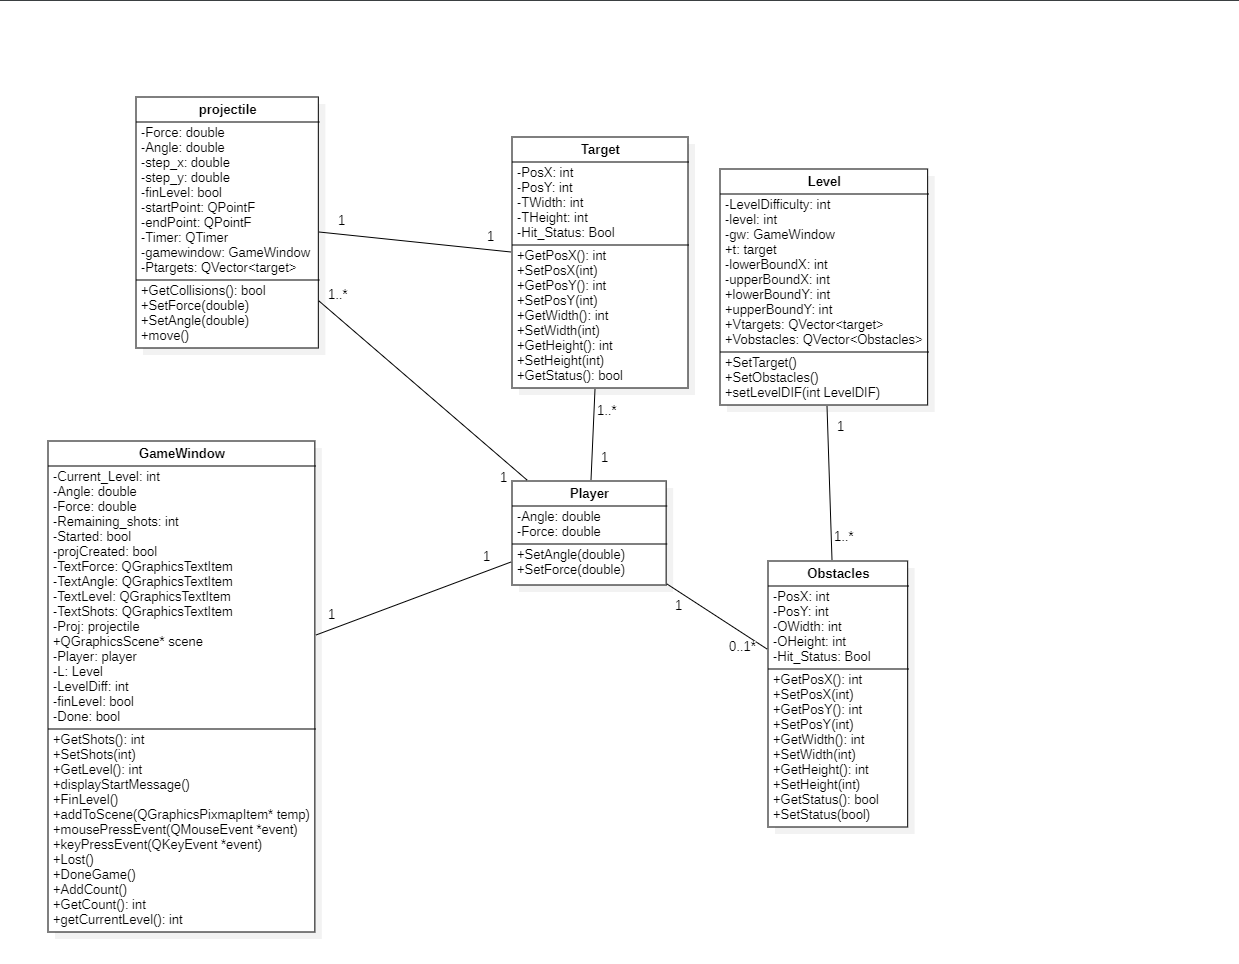 projectile
-Force: double
-Angle: double
-step_x: double
-step_y: double
-finLevel: bool
-startPoint: QPointF
-endPoint: QPointF
-Timer: QTimer
-gamewindow: GameWindow
-Ptargets: QVector<target>
+GetCollisions(): bool
+SetForce(double)
+SetAngle(double)
+move()
1
1
1..*
1
Target
-PosX: int
-PosY: int
-TWidth: int
-THeight: int
-Hit_Status: Bool
+GetPosX(): int
+SetPosX(int)
+GetPosY(): int
+SetPosY(int)
+GetWidth(): int
+SetWidth(int)
+GetHeight(): int
+SetHeight(int)
+GetStatus(): bool
1..*
1
Level
-LevelDifficulty: int
-level: int
-gw: GameWindow
+t: target
-lowerBoundX: int
-upperBoundX: int
+lowerBoundY: int
+upperBoundY: int
+Vtargets: QVector<target>
+Vobstacles: QVector<Obstacles>
+SetTarget()
+SetObstacles()
+setLevelDIF(int LevelDIF)
1
1..*
GameWindow
-Current_Level: int
-Angle: double
-Force: double
-Remaining_shots: int
-Started: bool
-projCreated: bool
-TextForce: QGraphicsTextItem
-TextAngle: QGraphicsTextItem
-TextLevel: QGraphicsTextItem
-TextShots: QGraphicsTextItem
-Proj: projectile
+QGraphicsScene* scene
-Player: player
-L: Level
-LevelDiff: int
-finLevel: bool
-Done: bool
+GetShots(): int
+SetShots(int)
+GetLevel(): int
+displayStartMessage()
+FinLevel()
+addToScene(QGraphicsPixmapItem* temp)
+mousePressEvent(QMouseEvent *event)
+keyPressEvent(QKeyEvent *event)
+Lost()
+DoneGame()
+AddCount()
+GetCount(): int
+getCurrentLevel(): int
1
1
Player
-Angle: double
-Force: double
+SetAngle(double)
+SetForce(double)
1
0..1*
Obstacles
-PosX: int
-PosY: int
-OWidth: int
-OHeight: int
-Hit_Status: Bool
+GetPosX(): int
+SetPosX(int)
+GetPosY(): int
+SetPosY(int)
+GetWidth(): int
+SetWidth(int)
+GetHeight(): int
+SetHeight(int)
+GetStatus(): bool
+SetStatus(bool)